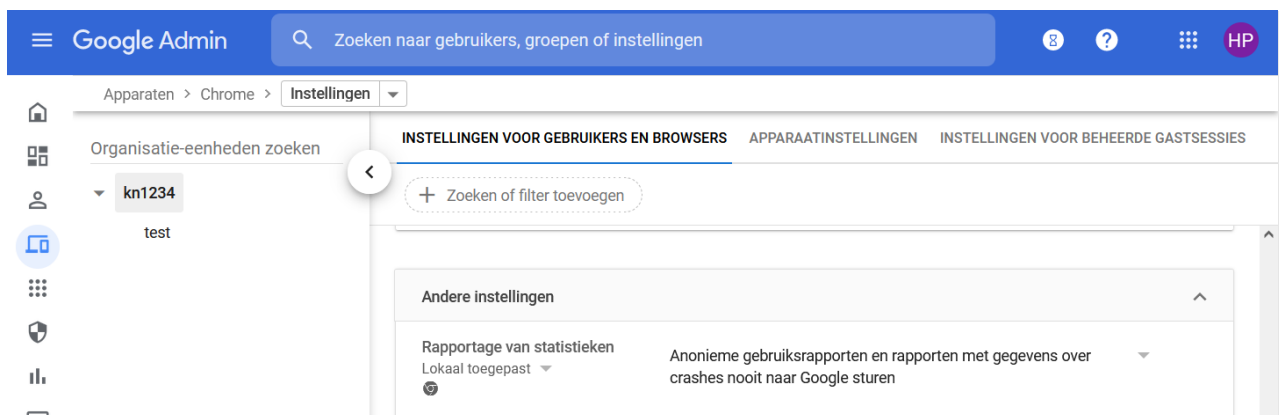 Google Admin
Zoeken naar gebruikers, groepen of instellingen
HP
Apparaten > Chrome > Instellingen
Organisatie-eenheden zoeken
kn1234
test
INSTELLINGEN VOOR GEBRUIKERS EN BROWSERS
APPARAATINSTELLINGEN
INSTELLINGEN VOOR BEHEERDE GASTSESSIES
+ Zoeken of filter toevoegen
Andere instellingen
Rapportage van statistieken
Lokaal toegepast
Anonieme gebruiksrapporten en rapporten met gegevens over
crashes nooit naar Google sturen